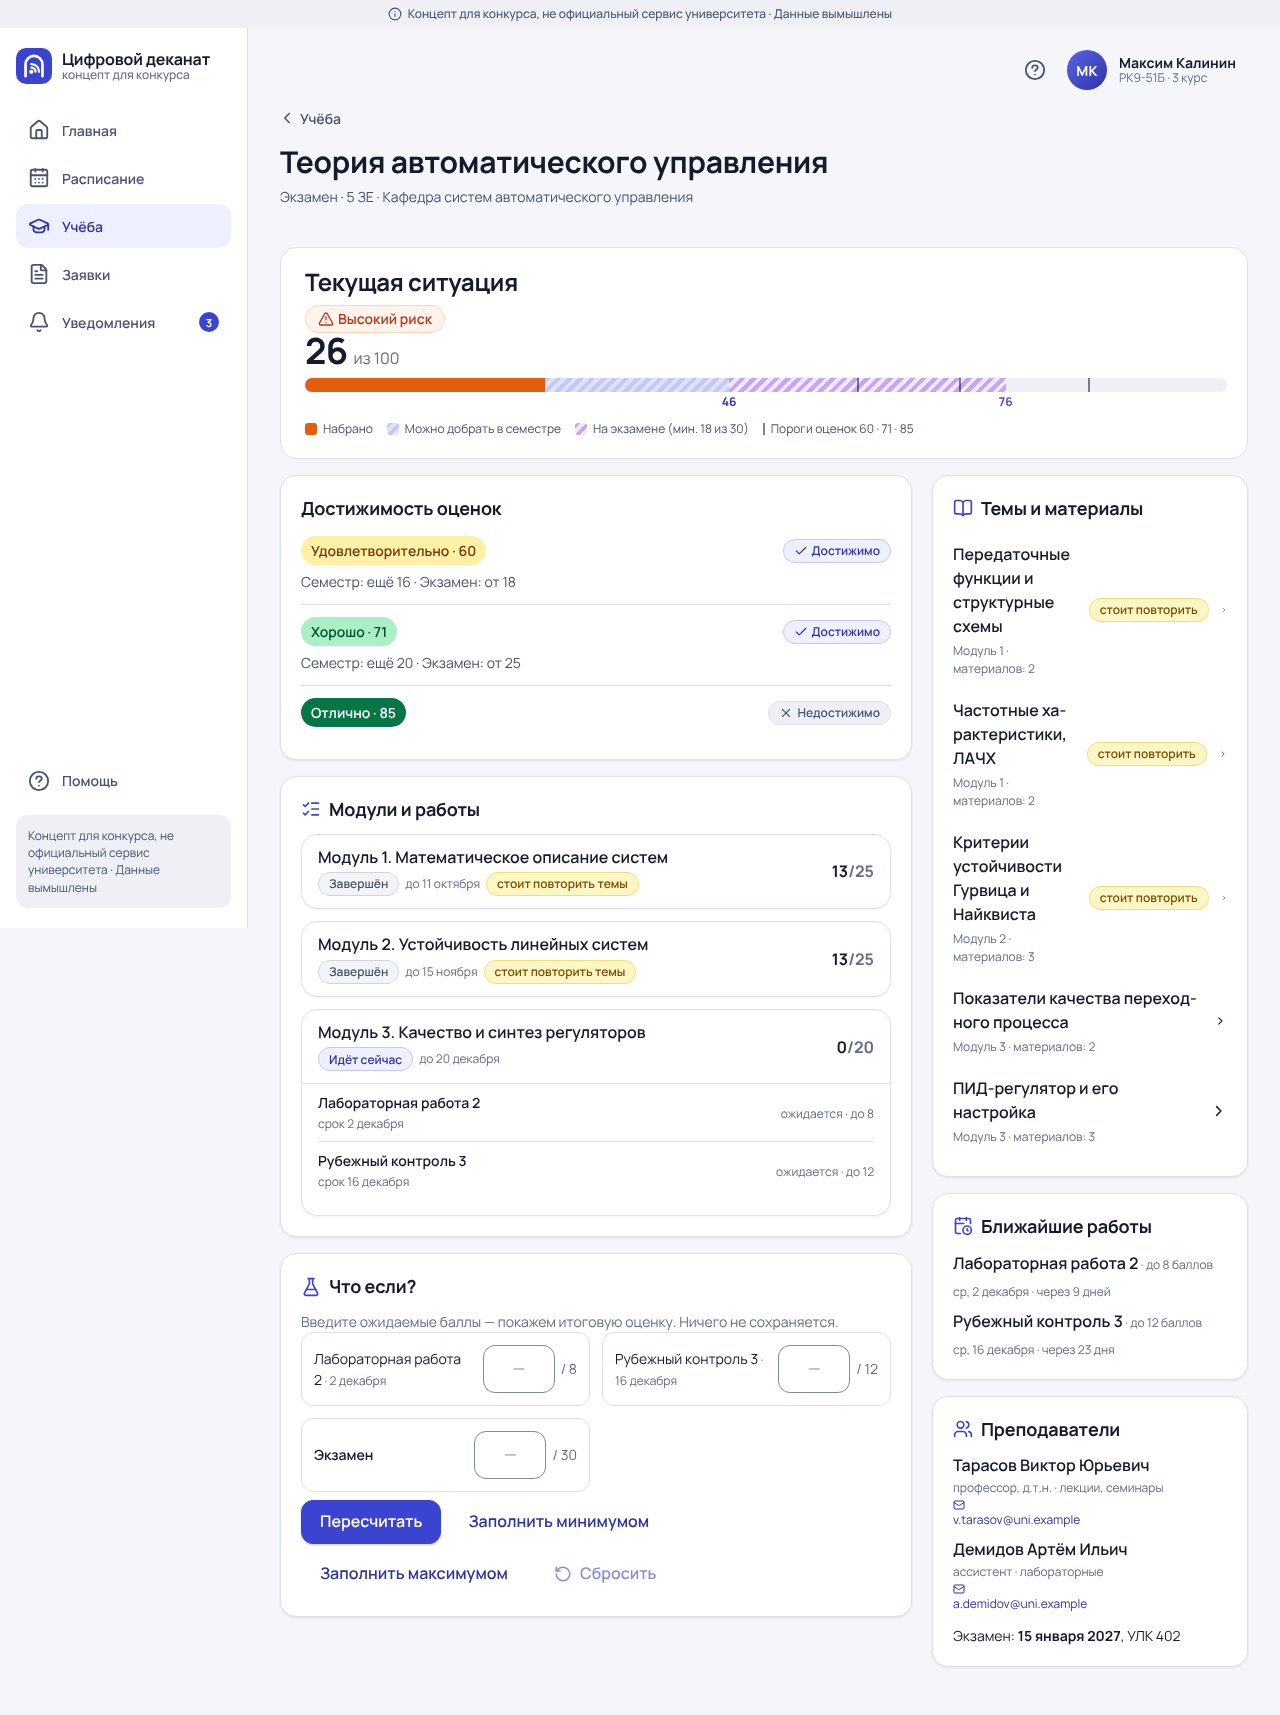 Концепт для конкурса, не официальный сервис университета · Данные вымышлены
Цифровой деканат
концепт для конкурса
Главная
Расписание
Учёба
Заявки
Уведомления
3
Помощь
Концепт для конкурса, не
официальный сервис
университета · Данные
вымышлены
МК
Максим Калинин
РК9-51Б · 3 курс
Учёба
Теория автоматического управления
Экзамен · 5 ЗЕ · Кафедра систем автоматического управления
Текущая ситуация
Высокий риск
26 из 100
46
76
Набрано
Можно добрать в семестре
На экзамене (мин. 18 из 30)
Пороги оценок 60 · 71 · 85
Достижимость оценок
Удовлетворительно · 60
Достижимо
Семестр: ещё 16 · Экзамен: от 18
Хорошо · 71
Достижимо
Семестр: ещё 20 · Экзамен: от 25
Отлично · 85
Недостижимо
Модули и работы
Модуль 1. Математическое описание систем
Завершён
до 11 октября
стоит повторить темы
13/25
Модуль 2. Устойчивость линейных систем
Завершён
до 15 ноября
стоит повторить темы
13/25
Модуль 3. Качество и синтез регуляторов
Идёт сейчас
до 20 декабря
0/20
Лабораторная работа 2
срок 2 декабря
ожидается · до 8
Рубежный контроль 3
срок 16 декабря
ожидается · до 12
Что если?
Введите ожидаемые баллы — покажем итоговую оценку. Ничего не сохраняется.
Лабораторная работа
2 · 2 декабря
—
/ 8
Рубежный контроль 3 ·
16 декабря
—
/ 12
Экзамен
—
/ 30
Пересчитать
Заполнить минимумом
Заполнить максимумом
Сбросить
Темы и материалы
Передаточные
функции и
структурные
схемы
Модуль 1 ·
материалов: 2
стоит повторить
Частотные ха-
рактеристики,
ЛАЧХ
Модуль 1 ·
материалов: 2
стоит повторить
Критерии
устойчивости
Гурвица и
Найквиста
Модуль 2 ·
материалов: 3
стоит повторить
Показатели качества переход-
ного процесса
Модуль 3 · материалов: 2
ПИД-регулятор и его
настройка
Модуль 3 · материалов: 3
Ближайшие работы
Лабораторная работа 2 · до 8 баллов
ср, 2 декабря · через 9 дней
Рубежный контроль 3 · до 12 баллов
ср, 16 декабря · через 23 дня
Преподаватели
Тарасов Виктор Юрьевич
профессор, д.т.н. · лекции, семинары
v.tarasov@uni.example
Демидов Артём Ильич
ассистент · лабораторные
a.demidov@uni.example
Экзамен: 15 января 2027, УЛК 402